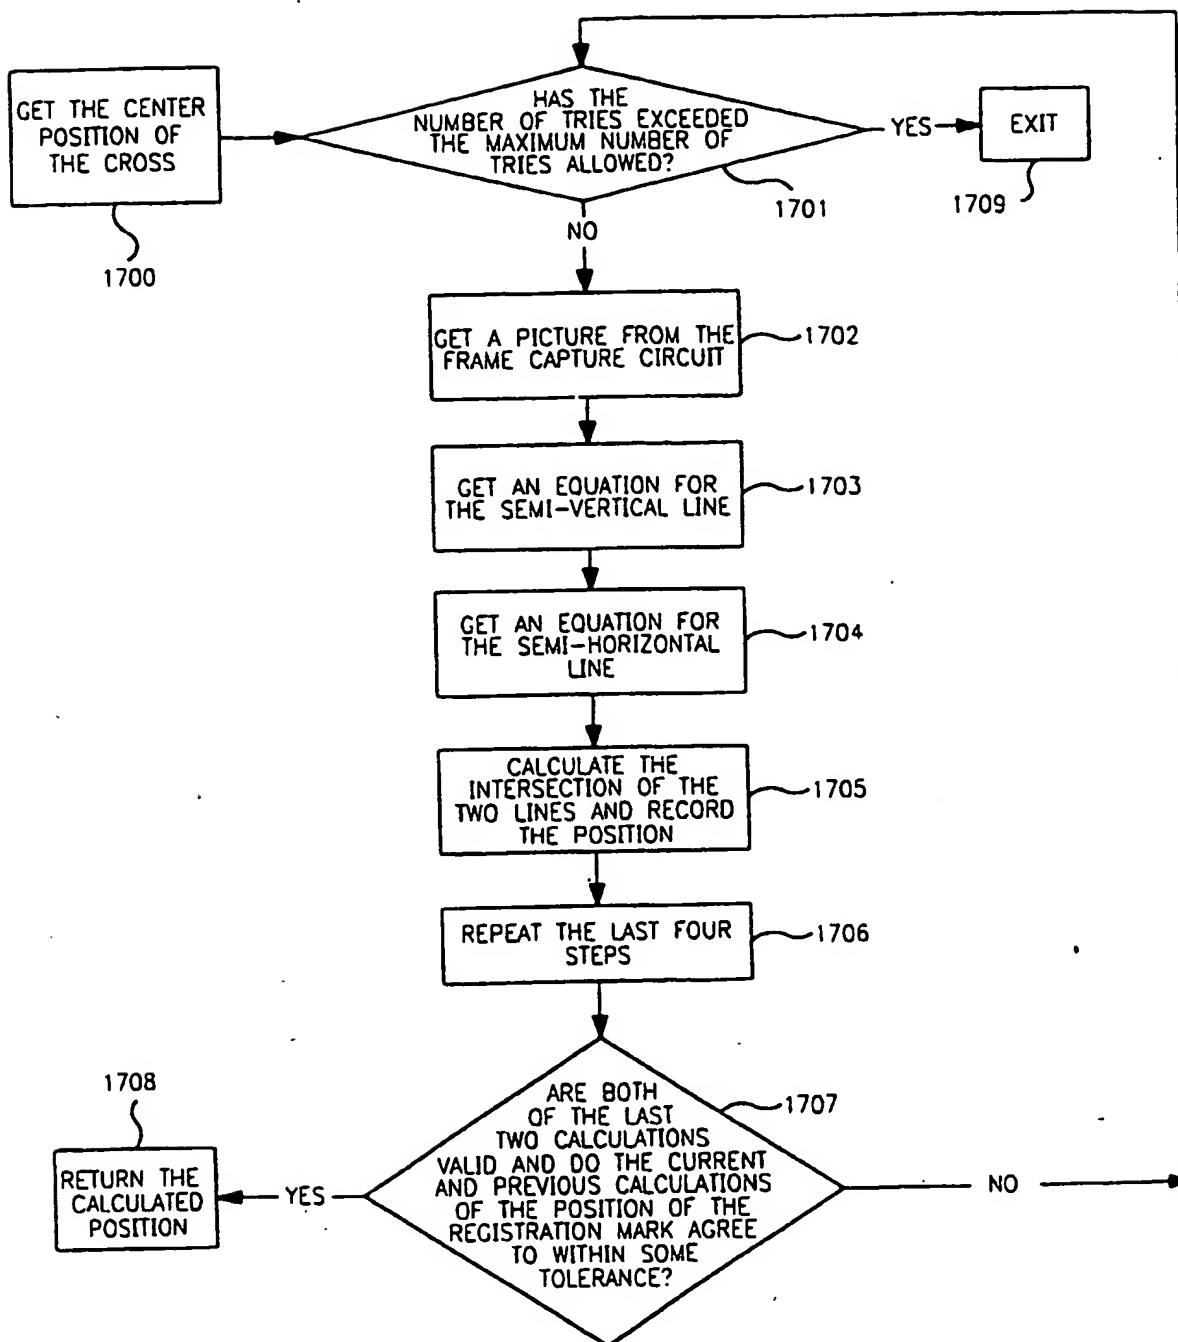 GET THE CENTER
POSITION OF
THE CROSS
1700
HAS THE
NUMBER OF TRIES EXCEEDED
THE MAXIMUM NUMBER OF
TRIES ALLOWED?
1701
YES
EXIT
1709
NO
GET A PICTURE FROM THE
FRAME CAPTURE CIRCUIT
1702
GET AN EQUATION FOR
THE SEMI-VERTICAL LINE
1703
GET AN EQUATION FOR
THE SEMI-HORIZONTAL
LINE
1704
CALCULATE THE
INTERSECTION OF THE
TWO LINES AND RECORD
THE POSITION
1705
REPEAT THE LAST FOUR
STEPS
1706
ARE BOTH
OF THE LAST
TWO CALCULATIONS
VALID AND DO THE CURRENT
AND PREVIOUS CALCULATIONS
OF THE POSITION OF THE
REGISTRATION MARK AGREE
TO WITHIN SOME
TOLERANCE?
1707
NO
YES
1708
RETURN THE
CALCULATED
POSITION